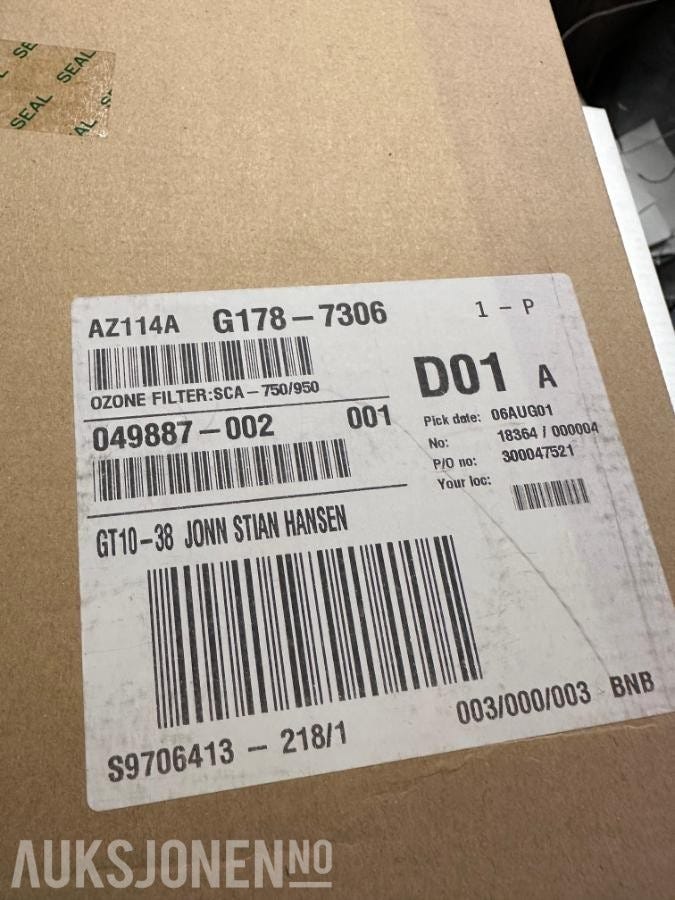 SEAL SEAL
SEAL
AZ114A G178-7306 1 - P
OZONE FILTER:SCA-750/950
D01 A
049887-002 001
Pick date: 06AUG01
No: 18364 / 000004
P/O no: 300047521
Your loc:
GT10-38 JONN STIAN HANSEN
S9706413 - 218/1 003/000/003 BNB
AUKSJONEN.NO